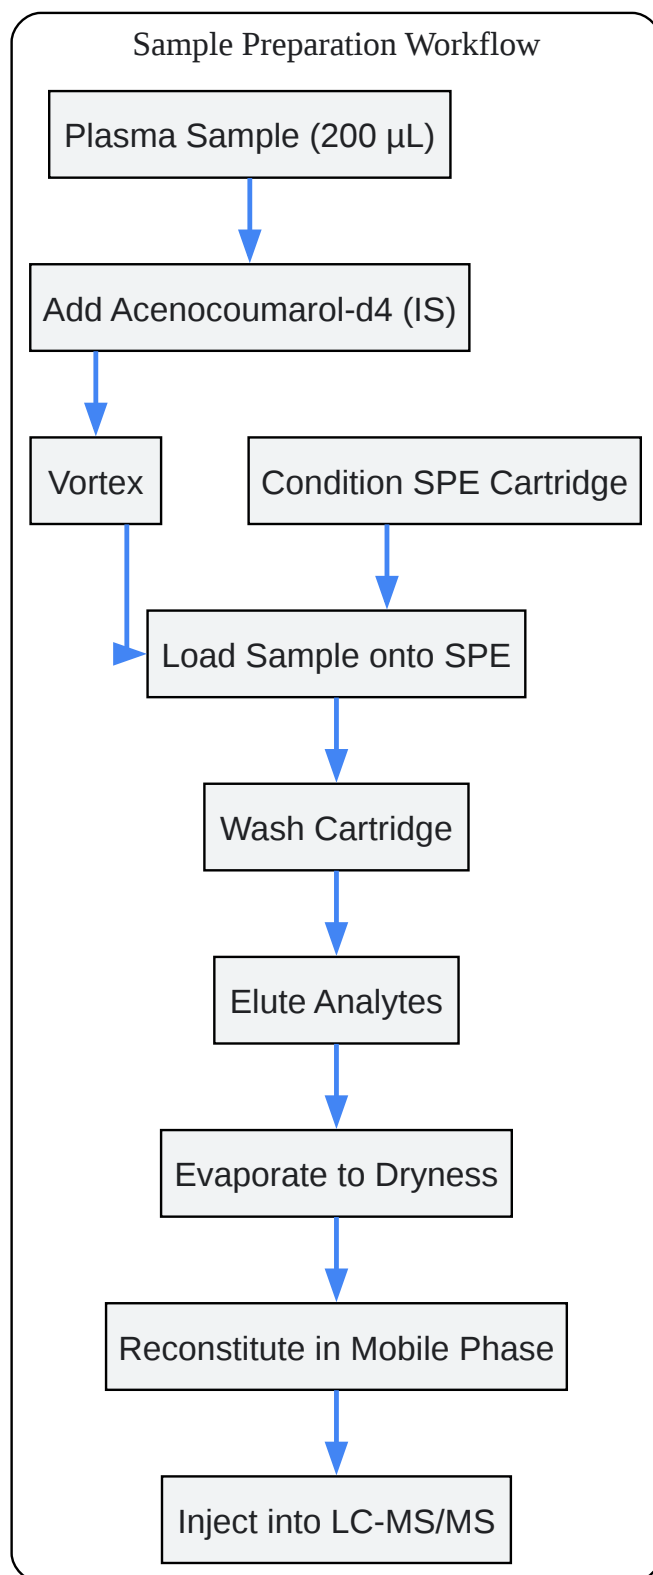 Sample Preparation Workflow
Plasma Sample (200 µL)
Add Acenocoumarol-d4 (IS)
Vortex
Condition SPE Cartridge
Load Sample onto SPE
Wash Cartridge
Elute Analytes
Evaporate to Dryness
Reconstitute in Mobile Phase
Inject into LC-MS/MS